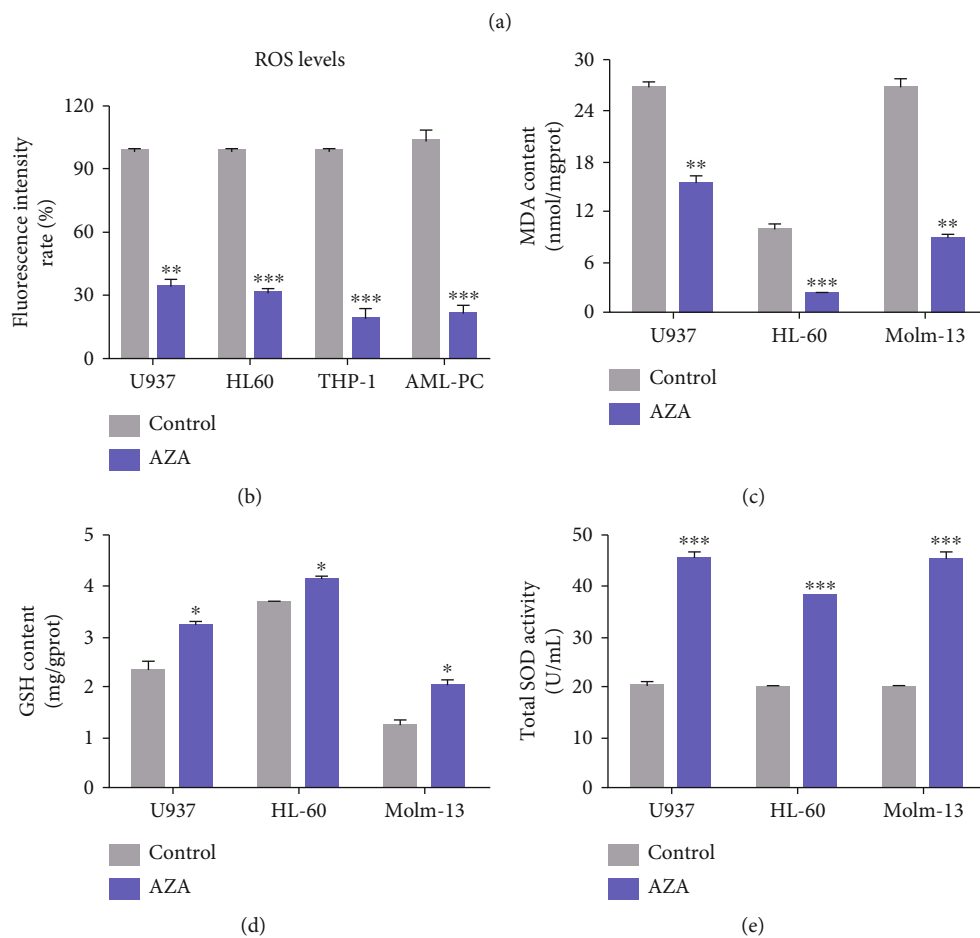 (a)
ROS levels
Fluorescence intensity
rate (%)
120
90
60
30
0
**
***
***
***
U937
HL60
THP-1
AML-PC
Control
AZA
(b)
MDA content
(nmol/mgprot)
30
26
18
12
6
0
**
***
**
U937
HL-60
Molm-13
Control
AZA
(c)
GSH content
(mg/gprot)
5
4
3
2
1
0
*
*
*
U937
HL-60
Molm-13
Control
AZA
(d)
Total SOD activity
(U/mL)
50
40
50
20
10
0
***
***
***
U937
HL-60
Molm-13
Control
AZA
(e)